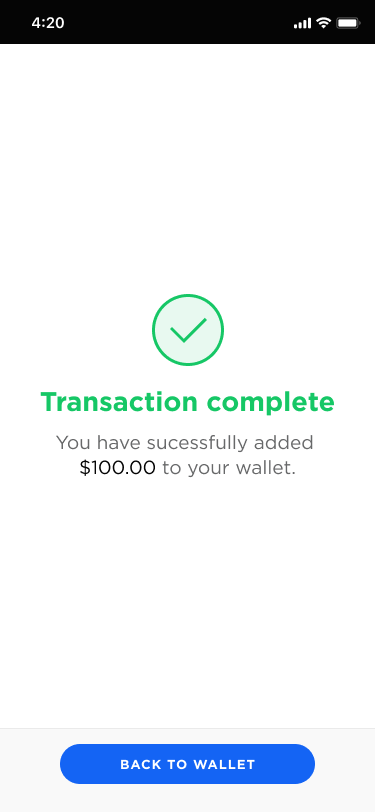 4:20
Transaction complete
You have sucessfully added
$100.00 to your wallet.
BACK TO WALLET